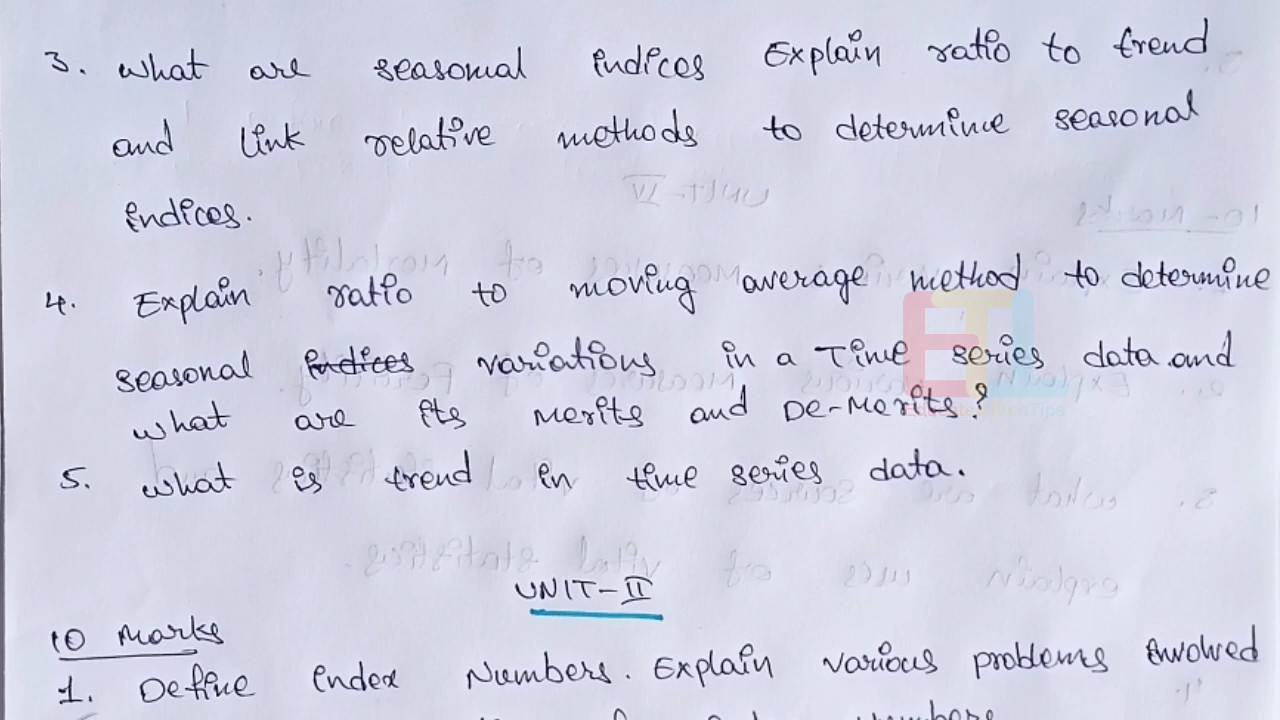 3. What are seasonal indices Explain ratio to trend
and link relative methods to determine seasonal
indices.
4. Explain ratio to moving average method to determine
seasonal indices variations in a Time series data and
what are its Merits and De-Merits?
5. What is trend in time series data.
UNIT-II
10 Marks
1. Define index Numbers. Explain various problems involved